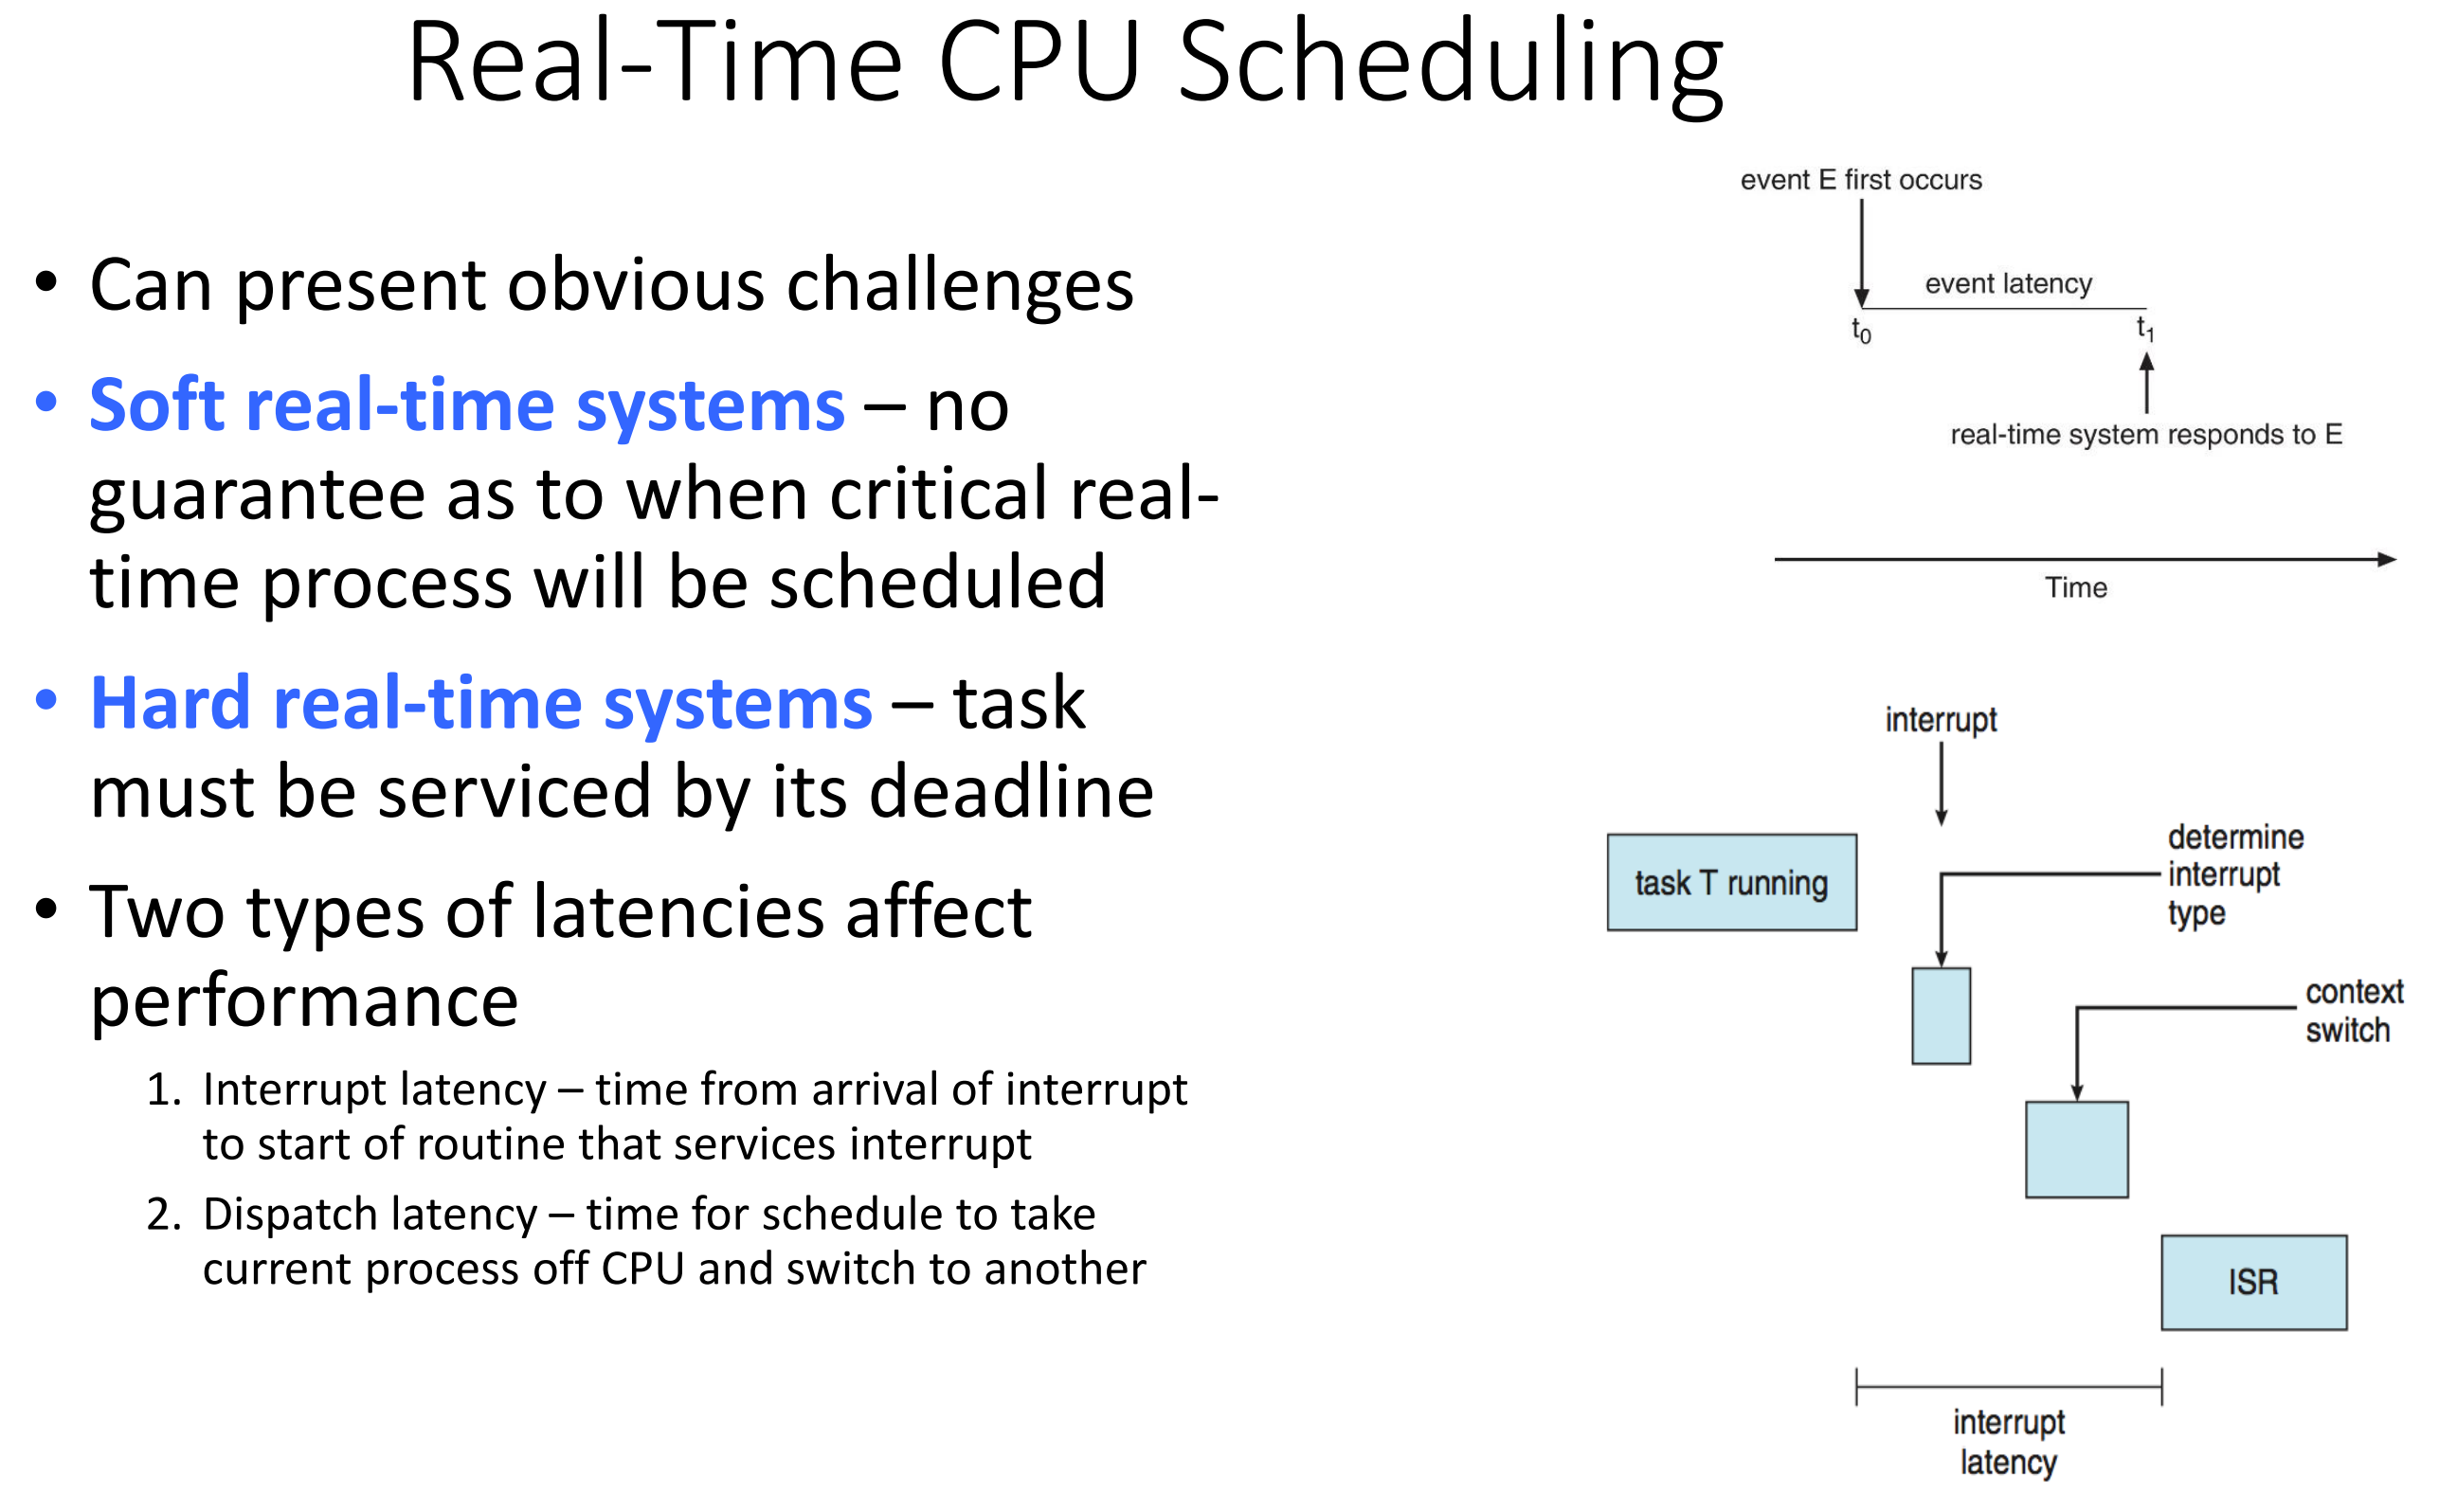 Real-Time CPU Scheduling
• Can present obvious challenges
• Soft real-time systems – no
guarantee as to when critical real-
time process will be scheduled
• Hard real-time systems – task
must be serviced by its deadline
• Two types of latencies affect
performance
1. Interrupt latency – time from arrival of interrupt
to start of routine that services interrupt
2. Dispatch latency – time for schedule to take
current process off CPU and switch to another
event E first occurs
event latency
t0
t1
real-time system responds to E
Time
interrupt
task T running
determine
interrupt
type
context
switch
ISR
interrupt
latency